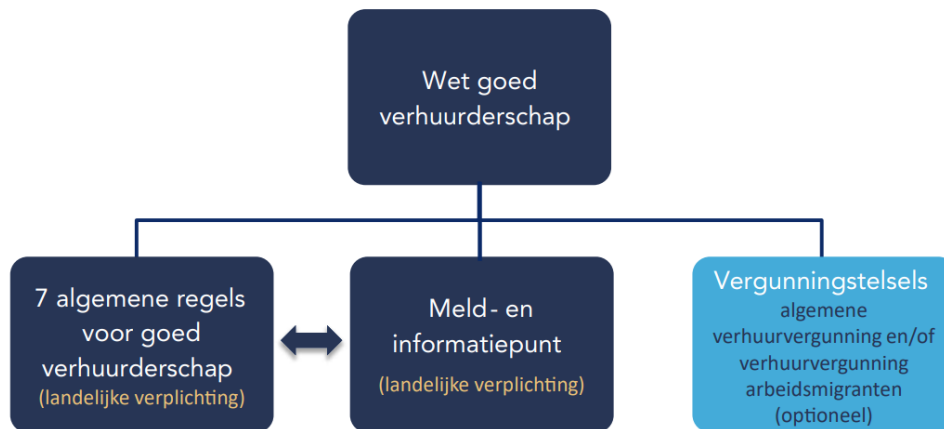 Wet goed
verhuurderschap
7 algemene regels
voor goed
verhuurderschap
(landelijke verplichting)
Meld- en
informatiepunt
(landelijke verplichting)
Vergunningstelsels
algemene
verhuurvergunning en/of
verhuurvergunning
arbeidsmigranten
(optioneel)